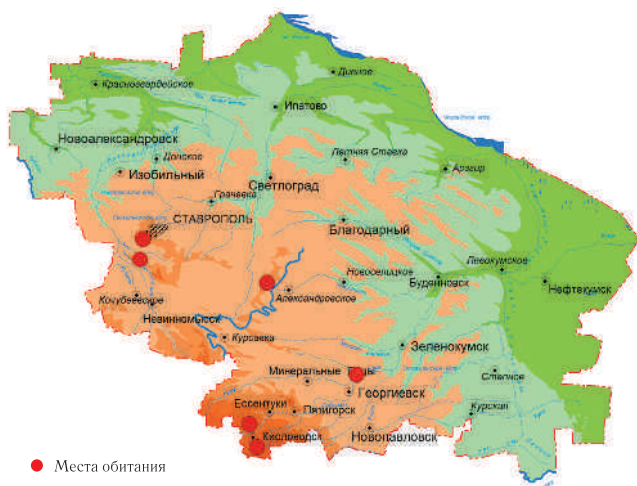 Дивное
Красногвардейское
Ипатово
Новоалександровск
Донское
Летняя Ставка
Изобильный
Арзгир
Светлоград
Грачевка
СТАВРОПОЛЬ
Благодарный
Левокумское
Новоселицкое
Буденновск
Нефтекумск
Александровское
Кочубеевское
Невинномысск
Курсавка
Зеленокумск
Минеральные
Степное
Георгиевск
Ессентуки
Пятигорск
Курская
Кисловодск
Новопавловск
Места обитания